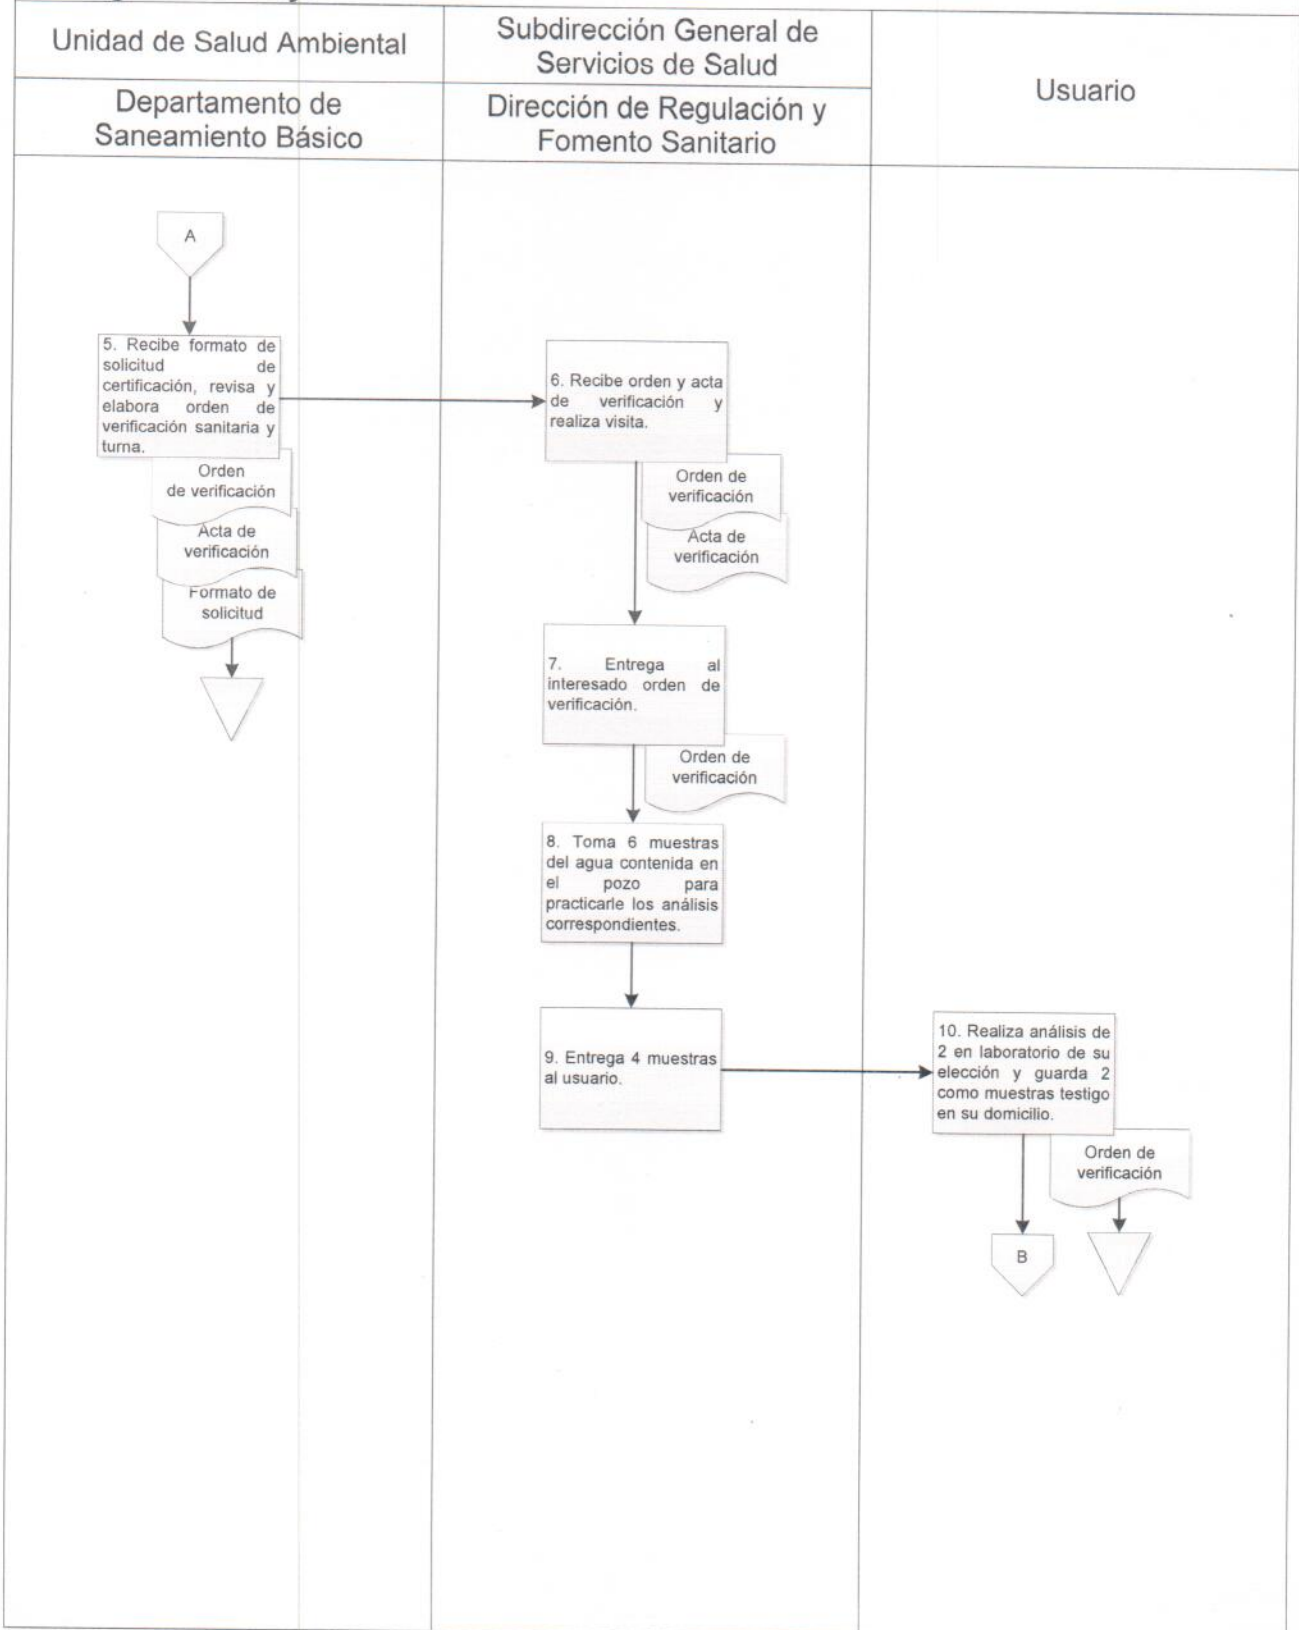 Unidad de Salud Ambiental
Subdirección General de
Servicios de Salud
Usuario
Departamento de
Saneamiento Básico
Dirección de Regulación y
Fomento Sanitario
A
5. Recibe formato de
solicitud de
certificación, revisa y
elabora orden de
verificación sanitaria y
turna.
Orden
de verificación
Acta de
verificación
Formato de
solicitud
6. Recibe orden y acta
de verificación y
realiza visita.
Orden de
verificación
Acta de
verificación
7. Entrega al
interesado orden de
verificación.
Orden de
verificación
8. Toma 6 muestras
del agua contenida en
el pozo para
practicarle los análisis
correspondientes.
9. Entrega 4 muestras
al usuario.
10. Realiza análisis de
2 en laboratorio de su
elección y guarda 2
como muestras testigo
en su domicilio.
Orden de
verificación
B